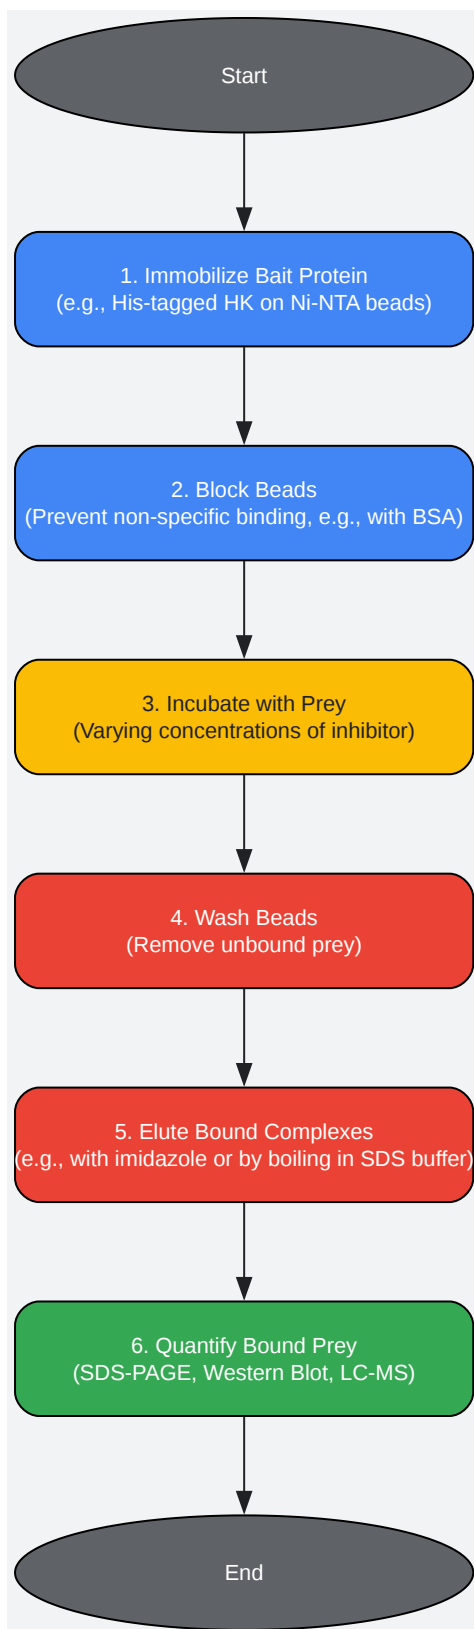 Start
1. Immobilize Bait Protein
(e.g., His-tagged HK on Ni-NTA beads)
2. Block Beads
(Prevent non-specific binding, e.g., with BSA)
3. Incubate with Prey
(Varying concentrations of inhibitor)
4. Wash Beads
(Remove unbound prey)
5. Elute Bound Complexes
(e.g., with imidazole or by boiling in SDS buffer)
6. Quantify Bound Prey
(SDS-PAGE, Western Blot, LC-MS)
End